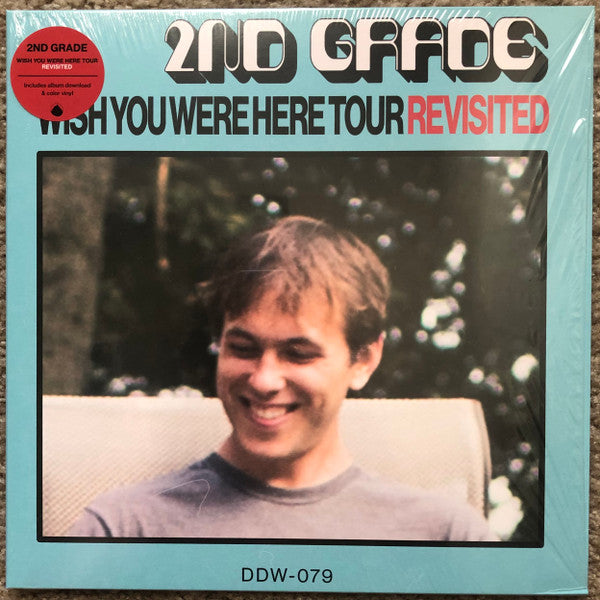 2ND GRADE
WISH YOU WERE HERE TOUR REVISITED
2ND GRADE
WISH YOU WERE HERE TOUR
REVISITED
includes album download
& color vinyl
DDW-079